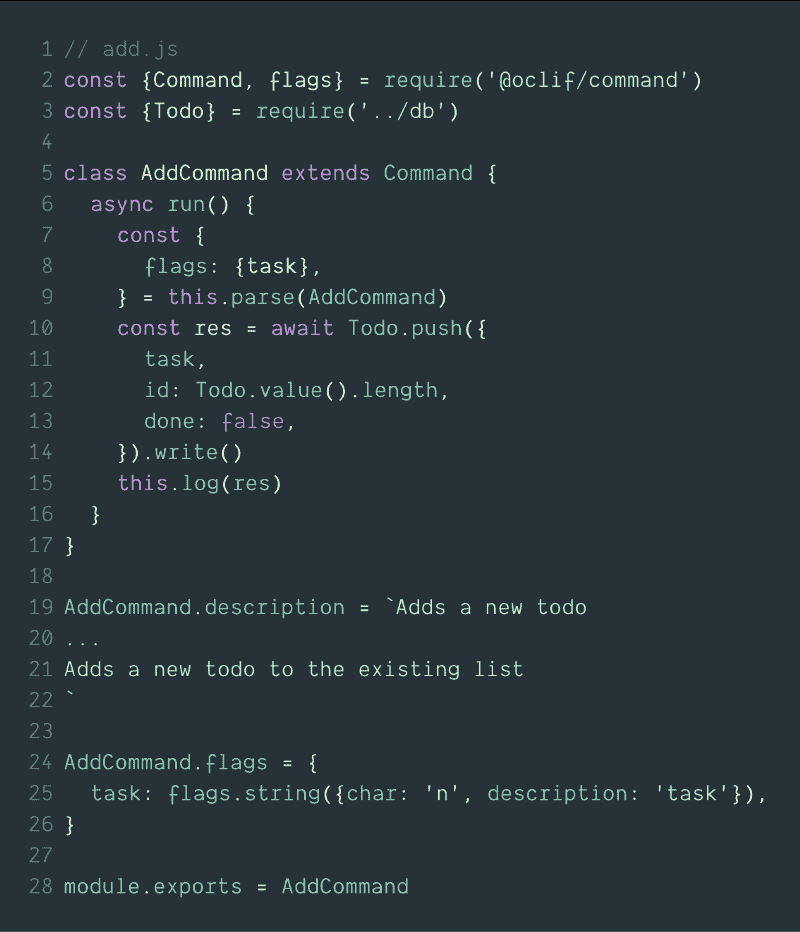 1 // add.js
2 const {Command, flags} = require('@oclif/command')
3 const {Todo} = require('../db')
4
5 class AddCommand extends Command {
6   async run() {
7     const {
8       flags: {task},
9     } = this.parse(AddCommand)
10     const res = await Todo.push({
11       task,
12       id: Todo.value().length,
13       done: false,
14     }).write()
15     this.log(res)
16   }
17 }
18
19 AddCommand.description = `Adds a new todo
20 ...
21 Adds a new todo to the existing list
22 `
23
24 AddCommand.flags = {
25   task: flags.string({char: 'n', description: 'task'}),
26 }
27
28 module.exports = AddCommand